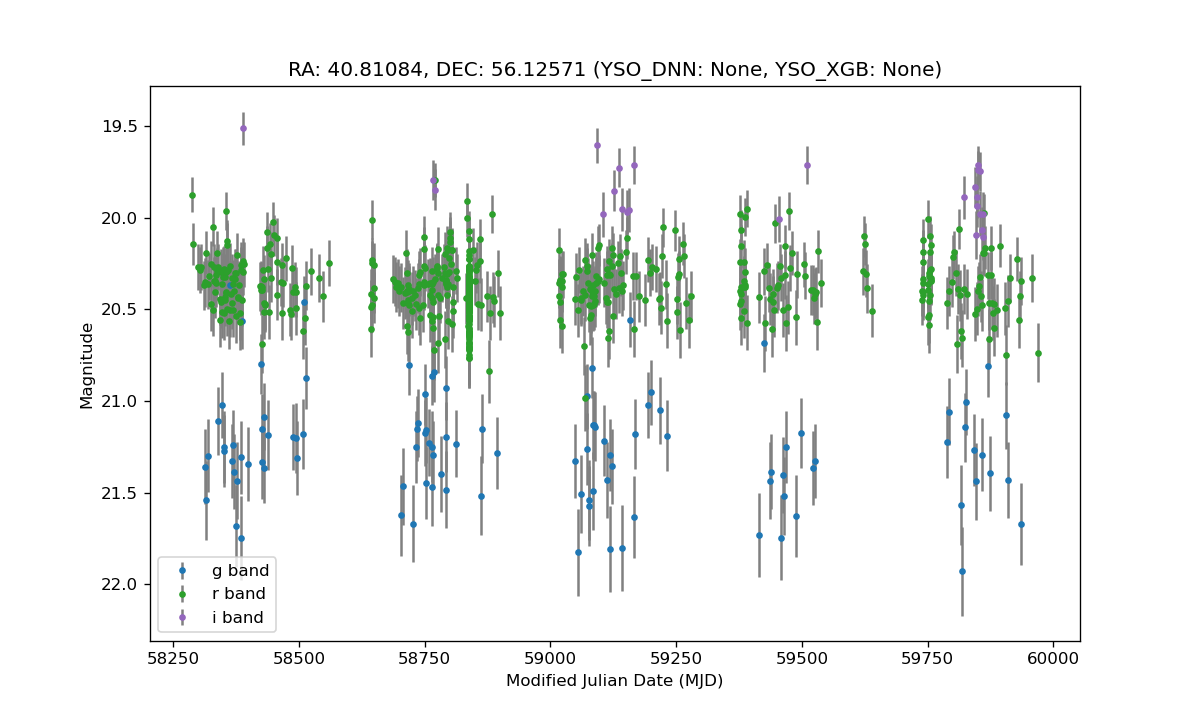 RA: 40.81084, DEC: 56.12571 (YSO_DNN: None, YSO_XGB: None)
19.5
20.0
20.5
21.0
21.5
22.0
Magnitude
g band
r band
i band
58250 58500 58750 59000 59250 59500 59750 60000
Modified Julian Date (MJD)